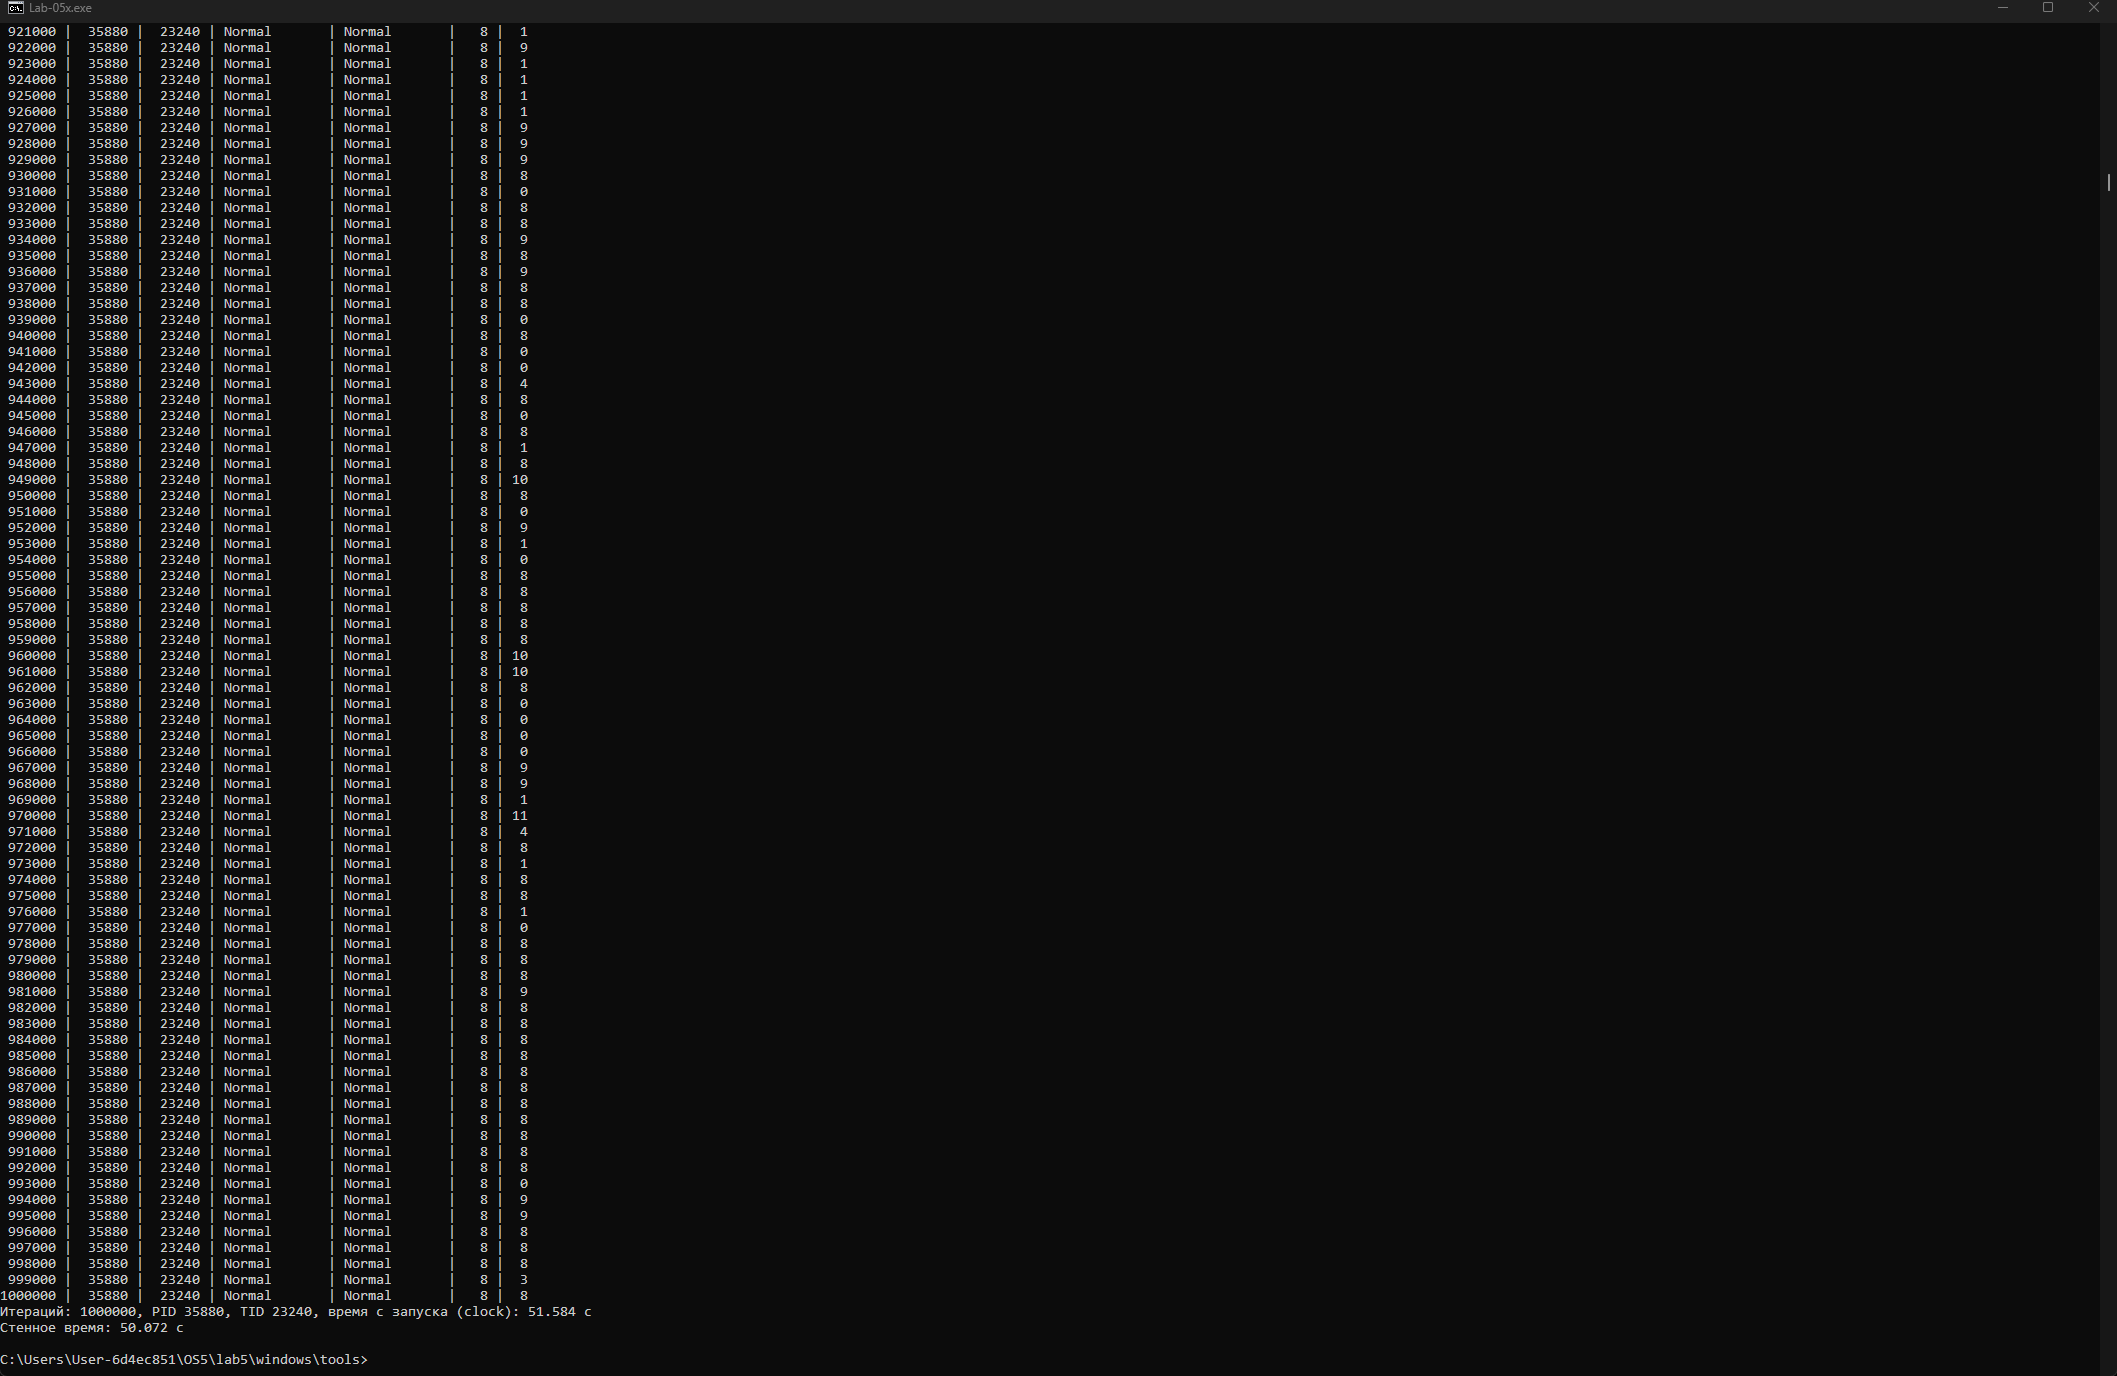 Lab-05x.exe
921000 | 35880 | 23240 | Normal | Normal | 8 | 1
922000 | 35880 | 23240 | Normal | Normal | 8 | 9
923000 | 35880 | 23240 | Normal | Normal | 8 | 1
924000 | 35880 | 23240 | Normal | Normal | 8 | 1
925000 | 35880 | 23240 | Normal | Normal | 8 | 1
926000 | 35880 | 23240 | Normal | Normal | 8 | 1
927000 | 35880 | 23240 | Normal | Normal | 8 | 9
928000 | 35880 | 23240 | Normal | Normal | 8 | 9
929000 | 35880 | 23240 | Normal | Normal | 8 | 9
930000 | 35880 | 23240 | Normal | Normal | 8 | 8
931000 | 35880 | 23240 | Normal | Normal | 8 | 0
932000 | 35880 | 23240 | Normal | Normal | 8 | 8
933000 | 35880 | 23240 | Normal | Normal | 8 | 8
934000 | 35880 | 23240 | Normal | Normal | 8 | 9
935000 | 35880 | 23240 | Normal | Normal | 8 | 8
936000 | 35880 | 23240 | Normal | Normal | 8 | 9
937000 | 35880 | 23240 | Normal | Normal | 8 | 8
938000 | 35880 | 23240 | Normal | Normal | 8 | 8
939000 | 35880 | 23240 | Normal | Normal | 8 | 0
940000 | 35880 | 23240 | Normal | Normal | 8 | 8
941000 | 35880 | 23240 | Normal | Normal | 8 | 0
942000 | 35880 | 23240 | Normal | Normal | 8 | 0
943000 | 35880 | 23240 | Normal | Normal | 8 | 4
944000 | 35880 | 23240 | Normal | Normal | 8 | 8
945000 | 35880 | 23240 | Normal | Normal | 8 | 0
946000 | 35880 | 23240 | Normal | Normal | 8 | 8
947000 | 35880 | 23240 | Normal | Normal | 8 | 1
948000 | 35880 | 23240 | Normal | Normal | 8 | 8
949000 | 35880 | 23240 | Normal | Normal | 8 | 10
950000 | 35880 | 23240 | Normal | Normal | 8 | 8
951000 | 35880 | 23240 | Normal | Normal | 8 | 0
952000 | 35880 | 23240 | Normal | Normal | 8 | 9
953000 | 35880 | 23240 | Normal | Normal | 8 | 1
954000 | 35880 | 23240 | Normal | Normal | 8 | 0
955000 | 35880 | 23240 | Normal | Normal | 8 | 8
956000 | 35880 | 23240 | Normal | Normal | 8 | 8
957000 | 35880 | 23240 | Normal | Normal | 8 | 8
958000 | 35880 | 23240 | Normal | Normal | 8 | 8
959000 | 35880 | 23240 | Normal | Normal | 8 | 8
960000 | 35880 | 23240 | Normal | Normal | 8 | 10
961000 | 35880 | 23240 | Normal | Normal | 8 | 10
962000 | 35880 | 23240 | Normal | Normal | 8 | 8
963000 | 35880 | 23240 | Normal | Normal | 8 | 0
964000 | 35880 | 23240 | Normal | Normal | 8 | 0
965000 | 35880 | 23240 | Normal | Normal | 8 | 0
966000 | 35880 | 23240 | Normal | Normal | 8 | 0
967000 | 35880 | 23240 | Normal | Normal | 8 | 9
968000 | 35880 | 23240 | Normal | Normal | 8 | 9
969000 | 35880 | 23240 | Normal | Normal | 8 | 1
970000 | 35880 | 23240 | Normal | Normal | 8 | 11
971000 | 35880 | 23240 | Normal | Normal | 8 | 4
972000 | 35880 | 23240 | Normal | Normal | 8 | 8
973000 | 35880 | 23240 | Normal | Normal | 8 | 1
974000 | 35880 | 23240 | Normal | Normal | 8 | 8
975000 | 35880 | 23240 | Normal | Normal | 8 | 8
976000 | 35880 | 23240 | Normal | Normal | 8 | 1
977000 | 35880 | 23240 | Normal | Normal | 8 | 0
978000 | 35880 | 23240 | Normal | Normal | 8 | 8
979000 | 35880 | 23240 | Normal | Normal | 8 | 8
980000 | 35880 | 23240 | Normal | Normal | 8 | 8
981000 | 35880 | 23240 | Normal | Normal | 8 | 9
982000 | 35880 | 23240 | Normal | Normal | 8 | 8
983000 | 35880 | 23240 | Normal | Normal | 8 | 8
984000 | 35880 | 23240 | Normal | Normal | 8 | 8
985000 | 35880 | 23240 | Normal | Normal | 8 | 8
986000 | 35880 | 23240 | Normal | Normal | 8 | 8
987000 | 35880 | 23240 | Normal | Normal | 8 | 8
988000 | 35880 | 23240 | Normal | Normal | 8 | 8
989000 | 35880 | 23240 | Normal | Normal | 8 | 8
990000 | 35880 | 23240 | Normal | Normal | 8 | 8
991000 | 35880 | 23240 | Normal | Normal | 8 | 8
992000 | 35880 | 23240 | Normal | Normal | 8 | 8
993000 | 35880 | 23240 | Normal | Normal | 8 | 0
994000 | 35880 | 23240 | Normal | Normal | 8 | 9
995000 | 35880 | 23240 | Normal | Normal | 8 | 9
996000 | 35880 | 23240 | Normal | Normal | 8 | 8
997000 | 35880 | 23240 | Normal | Normal | 8 | 8
998000 | 35880 | 23240 | Normal | Normal | 8 | 8
999000 | 35880 | 23240 | Normal | Normal | 8 | 3
1000000 | 35880 | 23240 | Normal | Normal | 8 | 8
Итераций: 1000000, PID 35880, TID 23240, время с запуска (clock): 51.584 с
Стенное время: 50.072 с
C:\Users\User-6d4ec851\OS5\lab5\windows\tools>